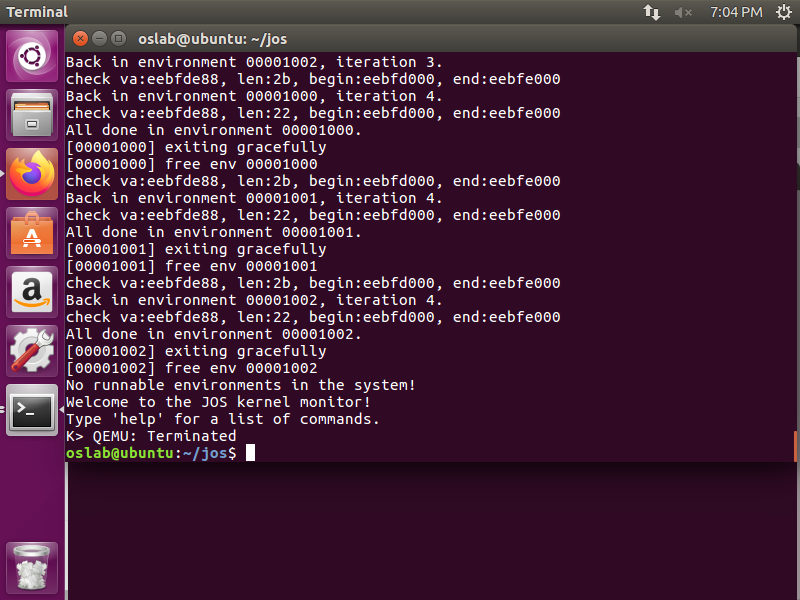 Terminal
7:04 PM
oslab@ubuntu: ~/jos
Back in environment 00001002, iteration 3.
check va:eebfde88, len:2b, begin:eebfd000, end:eebfe000
Back in environment 00001000, iteration 4.
check va:eebfde88, len:22, begin:eebfd000, end:eebfe000
All done in environment 00001000.
[00001000] exiting gracefully
[00001000] free env 00001000
check va:eebfde88, len:2b, begin:eebfd000, end:eebfe000
Back in environment 00001001, iteration 4.
check va:eebfde88, len:22, begin:eebfd000, end:eebfe000
All done in environment 00001001.
[00001001] exiting gracefully
[00001001] free env 00001001
check va:eebfde88, len:2b, begin:eebfd000, end:eebfe000
Back in environment 00001002, iteration 4.
check va:eebfde88, len:22, begin:eebfd000, end:eebfe000
All done in environment 00001002.
[00001002] exiting gracefully
[00001002] free env 00001002
No runnable environments in the system!
Welcome to the JOS kernel monitor!
Type 'help' for a list of commands.
K> QEMU: Terminated
oslab@ubuntu:~/jos$